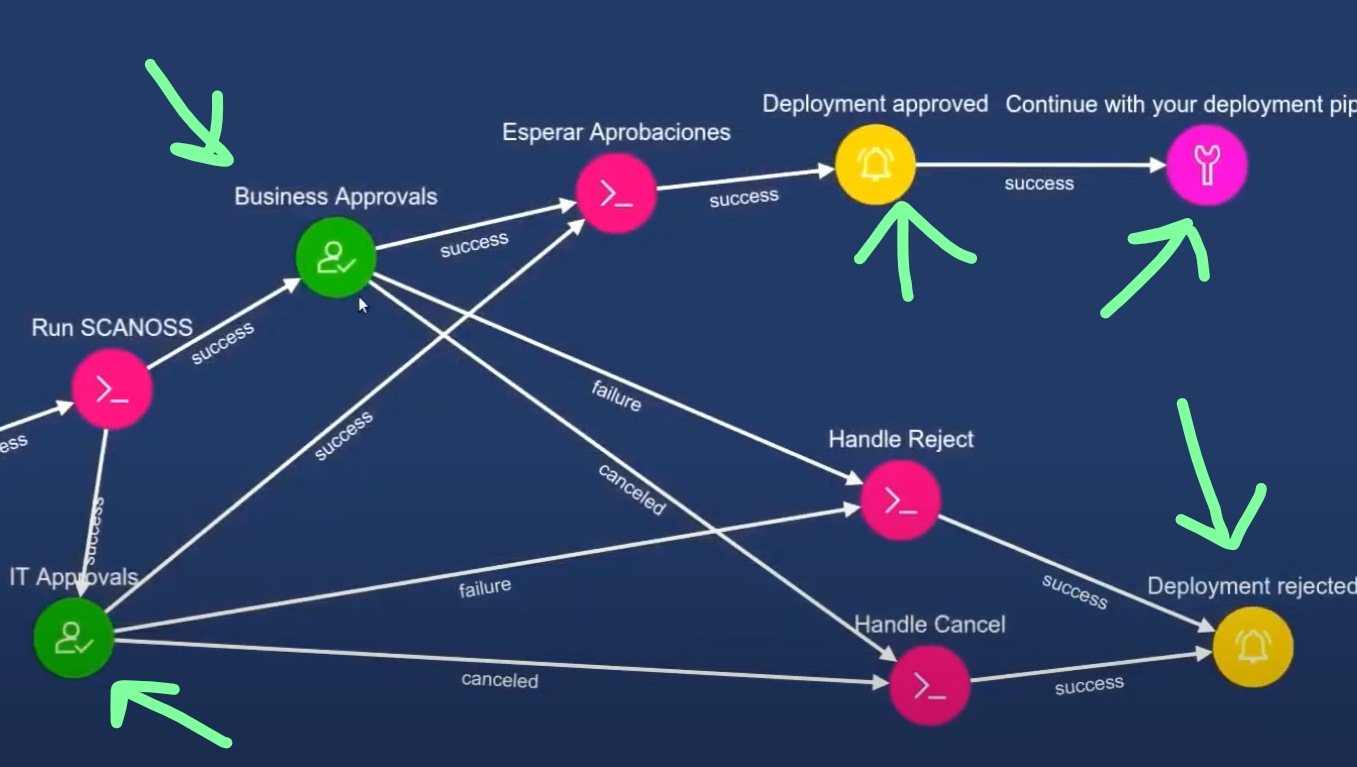 Deployment approved
Continue with your deployment pip
Esperar Aprobaciones
success
success
Business Approvals
success
Run SCANOSS
success
failure
success
canceled
ess
Handle Reject
success
IT Approvals
failure
success
Deployment rejected
Handle Cancel
canceled
success